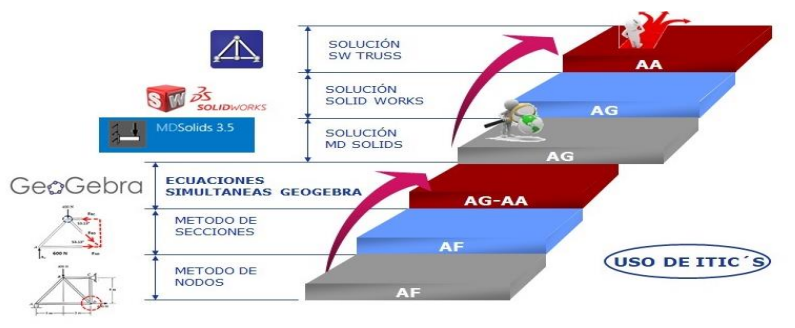 SOLUCIÓN
SW TRUSS
AA
SOLIDWORKS
SOLUCIÓN
SOLID WORKS
AG
MDSolids 3.5
SOLUCIÓN
MD SOLIDS
AG
GeoGebra
ECUACIONES
SIMULTANEAS GEOGEBRA
AG-AA
METODO DE
SECCIONES
AF
600 N
USO DE ITIC´S
METODO DE
NODOS
AF